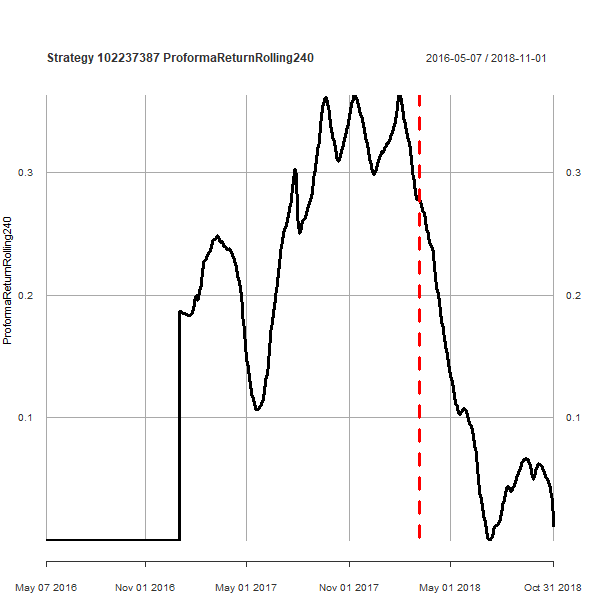 Strategy 102237387 ProformaReturnRolling240 2016-05-07 / 2018-11-01
ProformaReturnRolling240
0.3 0.3
0.2 0.2
0.1 0.1
0.0
May 07 2016 Nov 01 2016 May 01 2017 Nov 01 2017 May 01 2018 Oct 31 2018